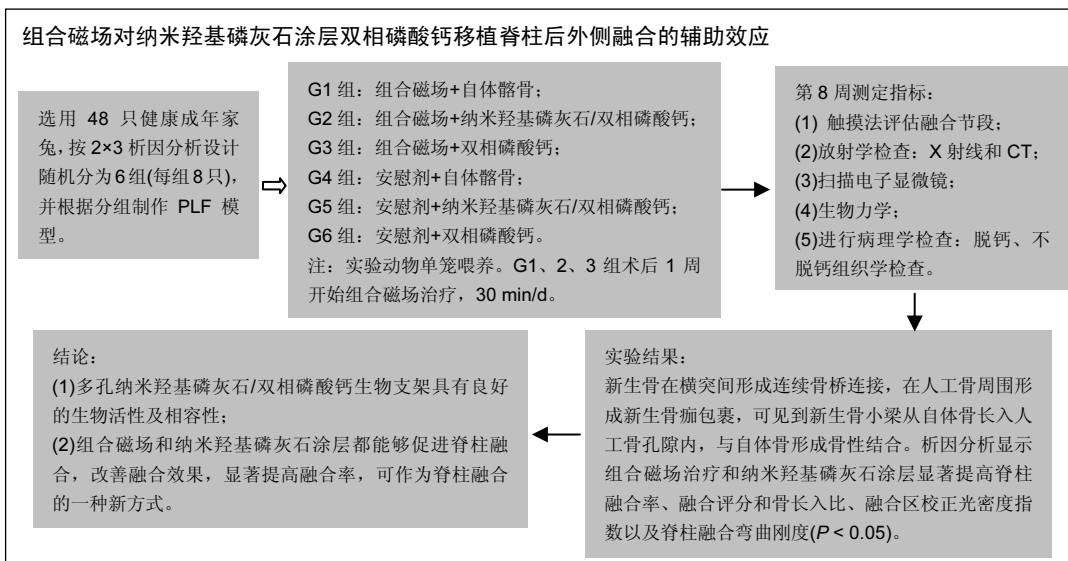 组合磁场对纳米羟基磷灰石涂层双相磷酸钙移植脊柱后外侧融合的辅助效应
选用 48 只健康成年家
兔，按 2×3 析因分析设计
随机分为 6 组(每组 8 只)，
并根据分组制作 PLF 模
型。
G1 组：组合磁场+自体髂骨；
G2 组：组合磁场+纳米羟基磷灰石/双相磷酸钙；
G3 组：组合磁场+双相磷酸钙；
G4 组：安慰剂+自体髂骨；
G5 组：安慰剂+纳米羟基磷灰石/双相磷酸钙；
G6 组：安慰剂+双相磷酸钙。
注：实验动物单笼喂养。G1、2、3 组术后 1 周
开始组合磁场治疗，30 min/d。
第 8 周测定指标：
(1) 触摸法评估融合节段；
(2)放射学检查：X 射线和 CT；
(3)扫描电子显微镜；
(4)生物力学；
(5)进行病理学检查：脱钙、不
脱钙组织学检查。
实验结果：
新生骨在横突间形成连续骨桥连接，在人工骨周围形
成新生骨痂包裹，可见到新生骨小梁从自体骨长入人
工骨孔隙内，与自体骨形成骨性结合。析因分析显示
组合磁场治疗和纳米羟基磷灰石涂层显著提高脊柱
融合率、融合评分和骨长入比、融合区校正光密度指
数以及脊柱融合弯曲刚度(P < 0.05)。
结论：
(1)多孔纳米羟基磷灰石/双相磷酸钙生物支架具有良好
的生物活性及相容性；
(2)组合磁场和纳米羟基磷灰石涂层都能够促进脊柱融
合，改善融合效果，显著提高融合率，可作为脊柱融合
的一种新方式。